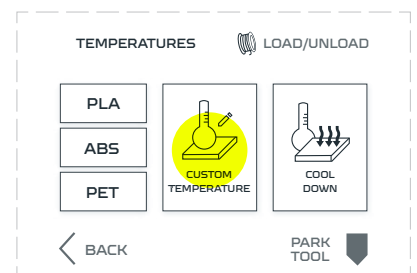 TEMPERATURES
LOAD/UNLOAD
PLA
ABS
PET
CUSTOM
TEMPERATURE
COOL
DOWN
BACK
PARK
TOOL